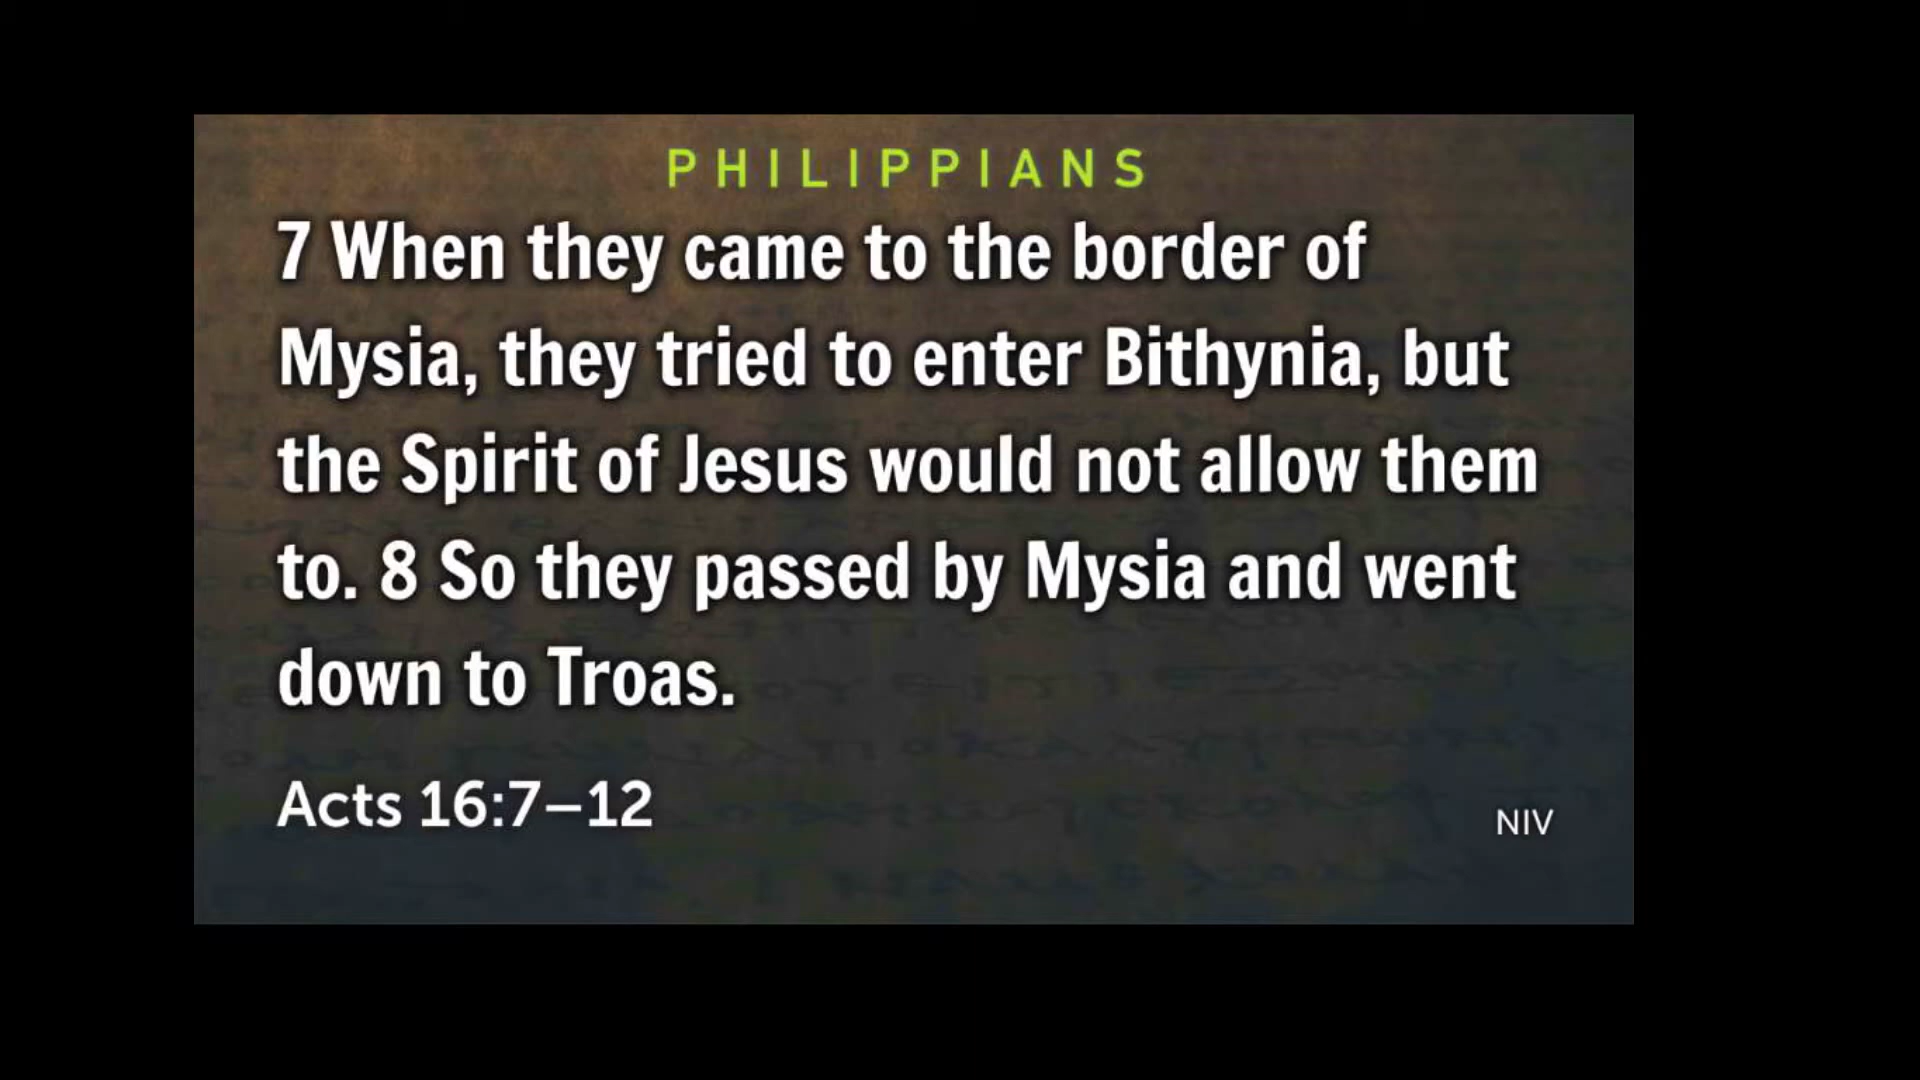 PHILIPPIANS
7 When they came to the border of
Mysia, they tried to enter Bithynia, but
the Spirit of Jesus would not allow them
to. 8 So they passed by Mysia and went
down to Troas.
Acts 16:7–12
NIV